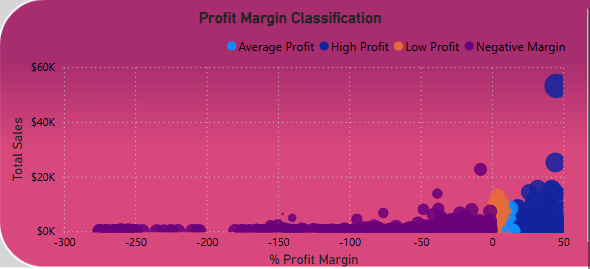 Profit Margin Classification
Average Profit High Profit Low Profit Negative Margin
$60K
$40K
$20K
$0K
Total Sales
-300 -250 -200 -150 -100 -50 0 50
% Profit Margin